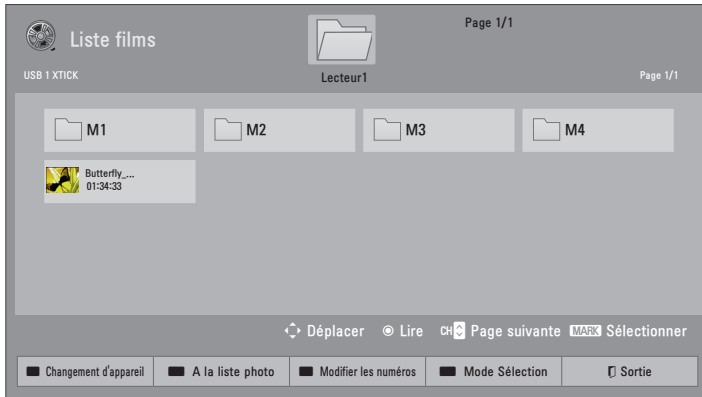 Liste films
Page 1/1
USB 1 XTICK
Lecteur1
Page 1/1
M1
M2
M3
M4
Butterfly_...
01:34:33
Déplacer
Lire
CH Page suivante
MARK Sélectionner
Changement d'appareil
A la liste photo
Modifier les numéros
Mode Sélection
Sortie